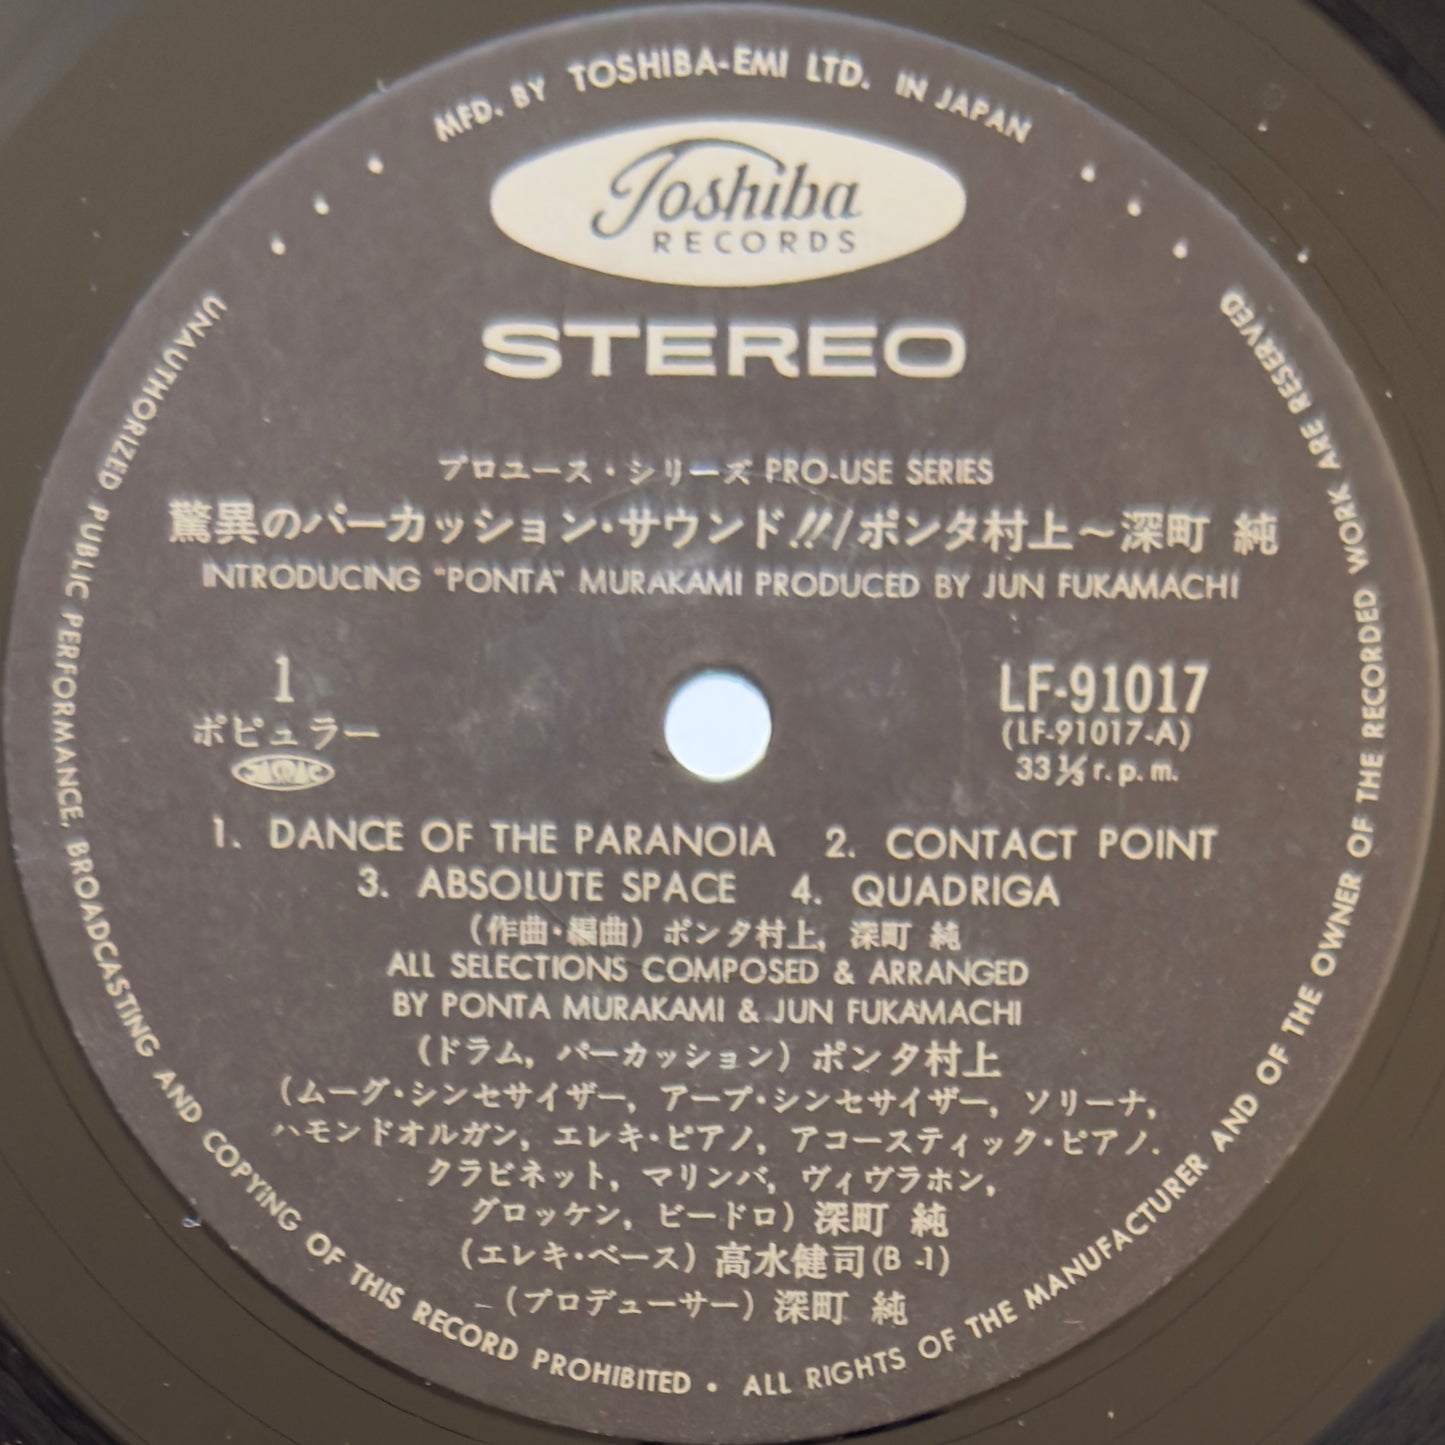 MFD. BY TOSHIBA-EMI LTD. IN JAPAN
Toshiba
RECORDS
STEREO
プロユース・シリーズ PRO-USE SERIES
驚異のパーカッション・サウンド!!/ポンタ村上～深町 純
INTRODUCING "PONTA" MURAKAMI PRODUCED BY JUN FUKAMACHI
1
ポピュラー
JASRAC
LF-91017
(LF-91017-A)
33⅓ r.p.m.
1. DANCE OF THE PARANOIA 2. CONTACT POINT
3. ABSOLUTE SPACE 4. QUADRIGA
(作曲・編曲) ポンタ村上, 深町 純
ALL SELECTIONS COMPOSED & ARRANGED
BY PONTA MURAKAMI & JUN FUKAMACHI
(ドラム, パーカッション) ポンタ村上
(ムーグ・シンセサイザー, アープ・シンセサイザー, ソリーナ,
ハモンドオルガン, エレキ・ピアノ, アコースティック・ピアノ.
クラビネット, マリンバ, ヴィヴラホン,
グロッケン, ビードロ) 深町 純
(エレキ・ベース) 高水健司(B -1)
(プロデューサー) 深町 純
UNAUTHORIZED PUBLIC PERFORMANCE, BROADCASTING AND COPYING OF THIS RECORD PROHIBITED • ALL RIGHTS OF THE MANUFACTURER AND OF THE OWNER OF THE RECORDED WORK ARE RESERVED